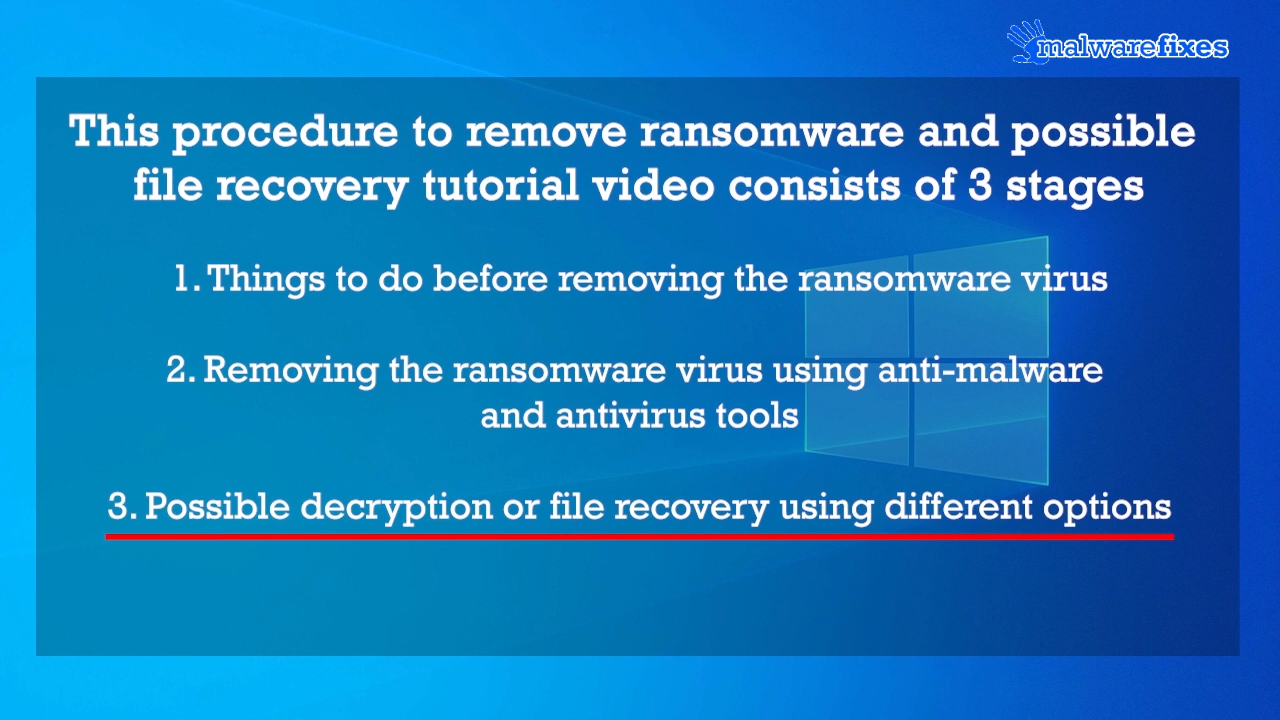 malwarefixes
This procedure to remove ransomware and possible
file recovery tutorial video consists of 3 stages
1. Things to do before removing the ransomware virus
2. Removing the ransomware virus using anti-malware
and antivirus tools
3. Possible decryption or file recovery using different options